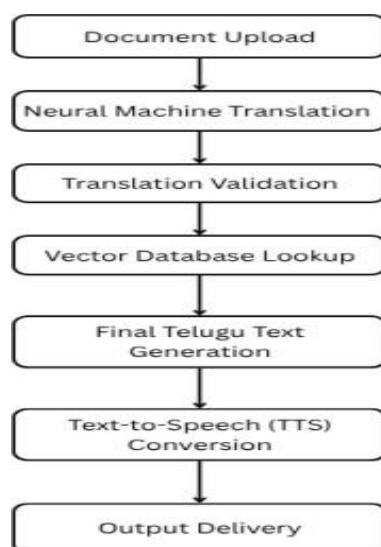 Document Upload
Neural Machine Translation
Translation Validation
Vector Database Lookup
Final Telugu Text
Generation
Text-to-Speech (TTS)
Conversion
Output Delivery